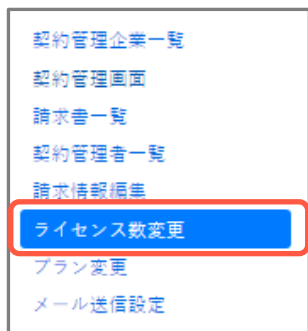 契約管理企業一覧
契約管理画面
請求書一覧
契約管理者一覧
請求情報編集
ライセンス数変更
プラン変更
メール送信設定